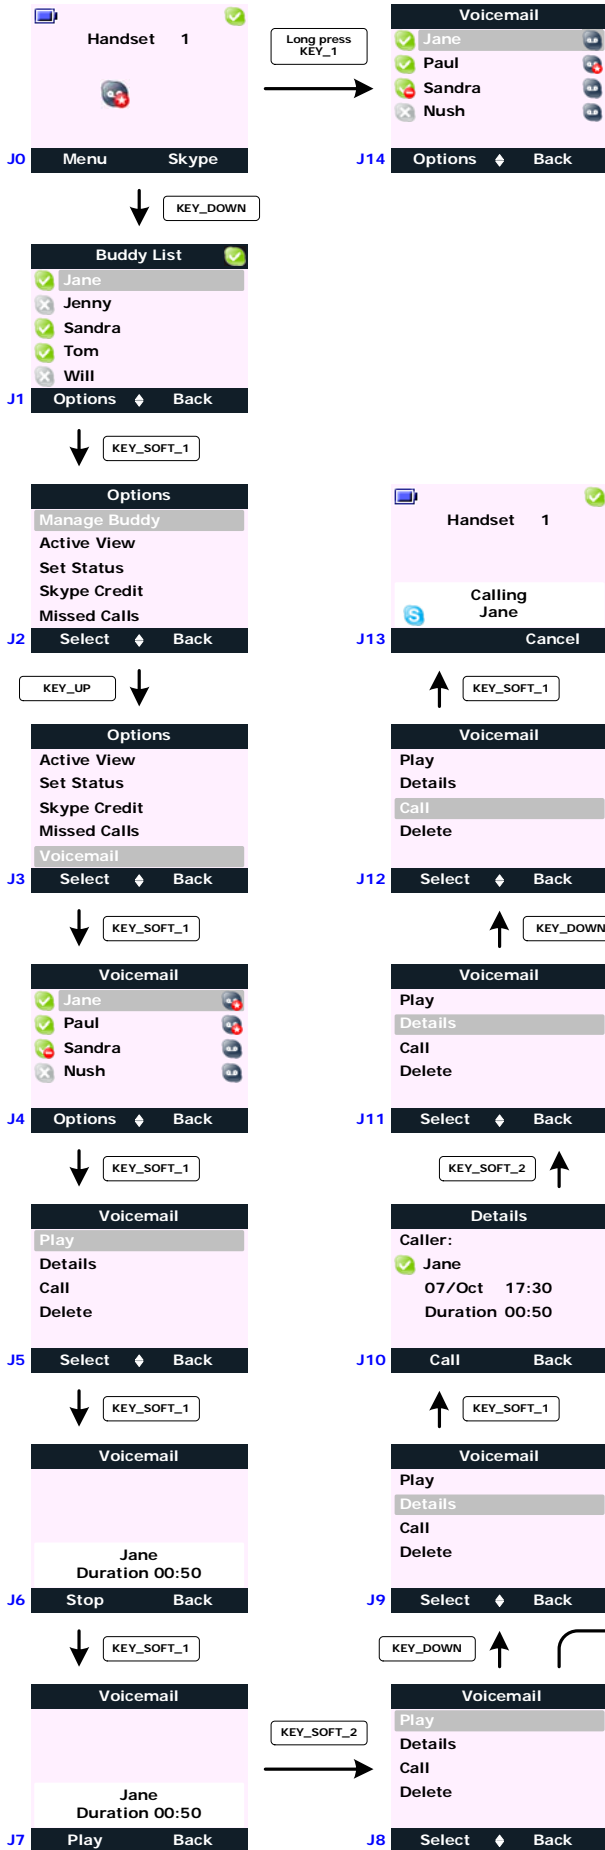 Handset 1
Menu Skype
J0
Long press
KEY_1
Voicemail
Jane
Paul
Sandra
Nush
Options Back
J14
KEY_DOWN
Buddy List
Jane
Jenny
Sandra
Tom
Will
Options Back
J1
KEY_SOFT_1
Options
Manage Buddy
Active View
Set Status
Skype Credit
Missed Calls
Select Back
J2
KEY_UP
Options
Active View
Set Status
Skype Credit
Missed Calls
Voicemail
Select Back
J3
KEY_SOFT_1
Voicemail
Jane
Paul
Sandra
Nush
Options Back
J4
KEY_SOFT_1
Voicemail
Play
Details
Call
Delete
Select Back
J5
KEY_SOFT_1
Voicemail
Jane
Duration 00:50
Stop Back
J6
KEY_SOFT_1
Voicemail
Jane
Duration 00:50
Play Back
J7
KEY_SOFT_2
Voicemail
Play
Details
Call
Delete
Select Back
J8
KEY_DOWN
Voicemail
Play
Details
Call
Delete
Select Back
J9
KEY_SOFT_1
Details
Caller:
Jane
07/Oct 17:30
Duration 00:50
Call Back
J10
KEY_SOFT_2
Voicemail
Play
Details
Call
Delete
Select Back
J11
KEY_DOWN
Voicemail
Play
Details
Call
Delete
Select Back
J12
KEY_SOFT_1
Handset 1
Calling
Jane
Cancel
J13